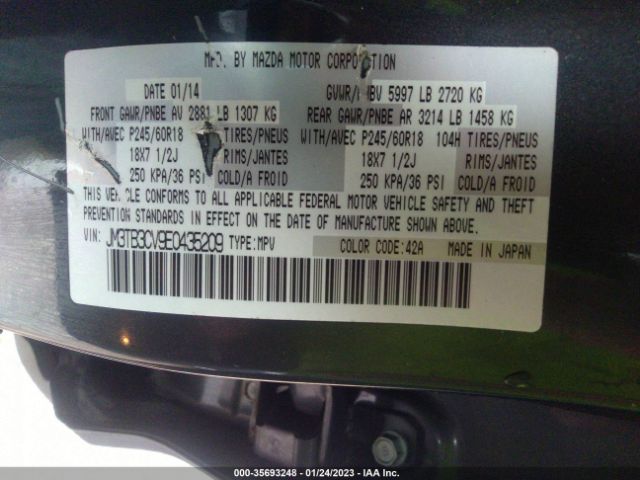 MFD. BY MAZDA MOTOR CORPORATION
DATE 01/14 GVWR/ BV 5997 LB 2720 KG
FRONT GAWR/PNBE AV 2881 LB 1307 KG REAR GAWR/PNBE AR 3214 LB 1458 KG
WITH/AVEC P245/60R18 TIRES/PNEUS WITH/AVEC P245/60R18 104H TIRES/PNEUS
18X7 1/2J RIMS/JANTES 18X7 1/2J RIMS/JANTES
250 KPA/36 PSI COLD/A FROID 250 KPA/36 PSI COLD/A FROID
THIS VEHICLE CONFORMS TO ALL APPLICABLE FEDERAL MOTOR VEHICLE SAFETY AND THEFT
PREVENTION STANDARDS IN EFFECT ON THE DATE OF MANUFACTURE SHOWN ABOVE.
VIN: JM3TB3CV9E0435209 TYPE:MPV COLOR CODE:42A MADE IN JAPAN
000-35693248 - 01/24/2023 - IAA Inc.